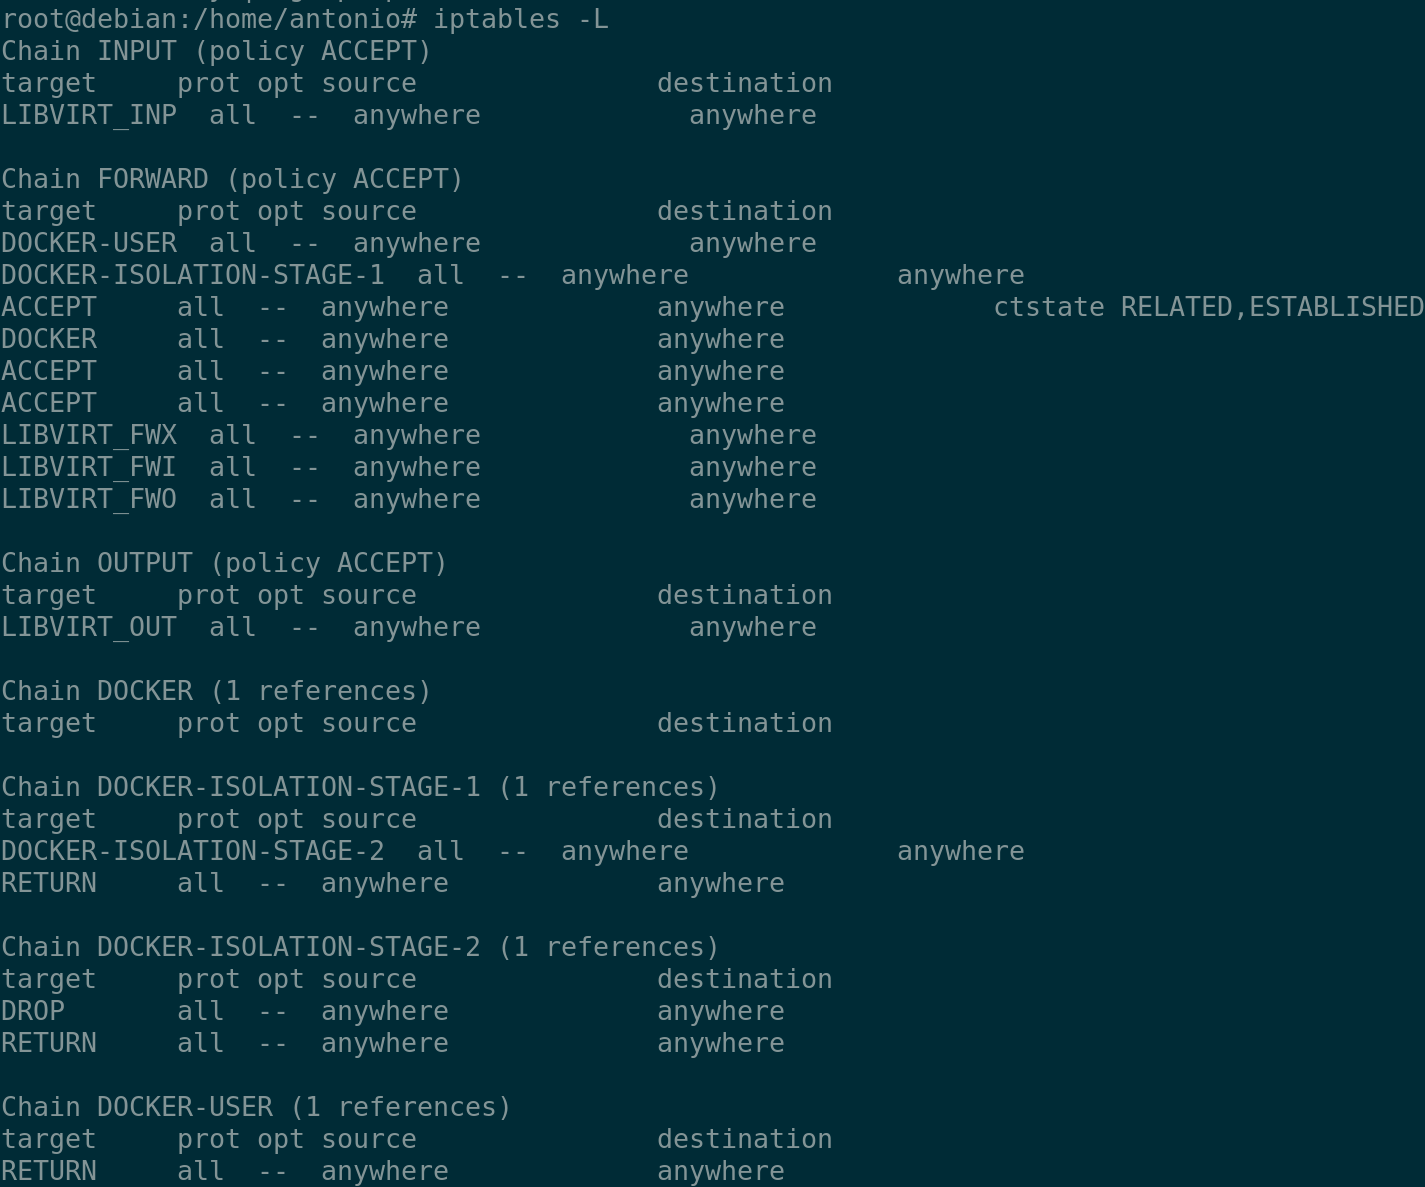 root@debian:/home/antonio# iptables -L
Chain INPUT (policy ACCEPT)
target     prot opt source               destination
LIBVIRT_INP  all  --  anywhere             anywhere

Chain FORWARD (policy ACCEPT)
target     prot opt source               destination
DOCKER-USER  all  --  anywhere             anywhere
DOCKER-ISOLATION-STAGE-1  all  --  anywhere             anywhere
ACCEPT     all  --  anywhere             anywhere             ctstate RELATED,ESTABLISHED
DOCKER     all  --  anywhere             anywhere
ACCEPT     all  --  anywhere             anywhere
ACCEPT     all  --  anywhere             anywhere
LIBVIRT_FWX  all  --  anywhere             anywhere
LIBVIRT_FWI  all  --  anywhere             anywhere
LIBVIRT_FWO  all  --  anywhere             anywhere

Chain OUTPUT (policy ACCEPT)
target     prot opt source               destination
LIBVIRT_OUT  all  --  anywhere             anywhere

Chain DOCKER (1 references)
target     prot opt source               destination

Chain DOCKER-ISOLATION-STAGE-1 (1 references)
target     prot opt source               destination
DOCKER-ISOLATION-STAGE-2  all  --  anywhere             anywhere
RETURN     all  --  anywhere             anywhere

Chain DOCKER-ISOLATION-STAGE-2 (1 references)
target     prot opt source               destination
DROP       all  --  anywhere             anywhere
RETURN     all  --  anywhere             anywhere

Chain DOCKER-USER (1 references)
target     prot opt source               destination
RETURN     all  --  anywhere             anywhere